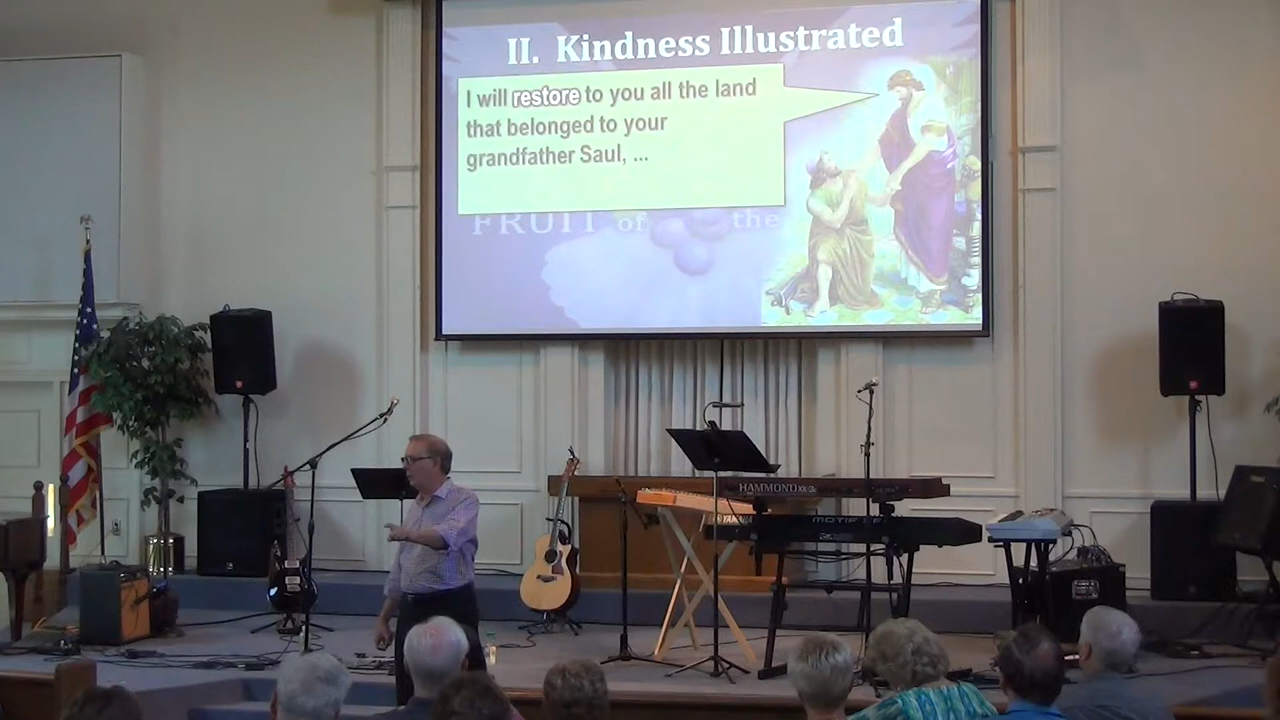 II. Kindness Illustrated
I will restore to you all the land
that belonged to your
grandfather Saul, ...
FRUIT of the
HAMMOND
YAMAHA
MOTIF